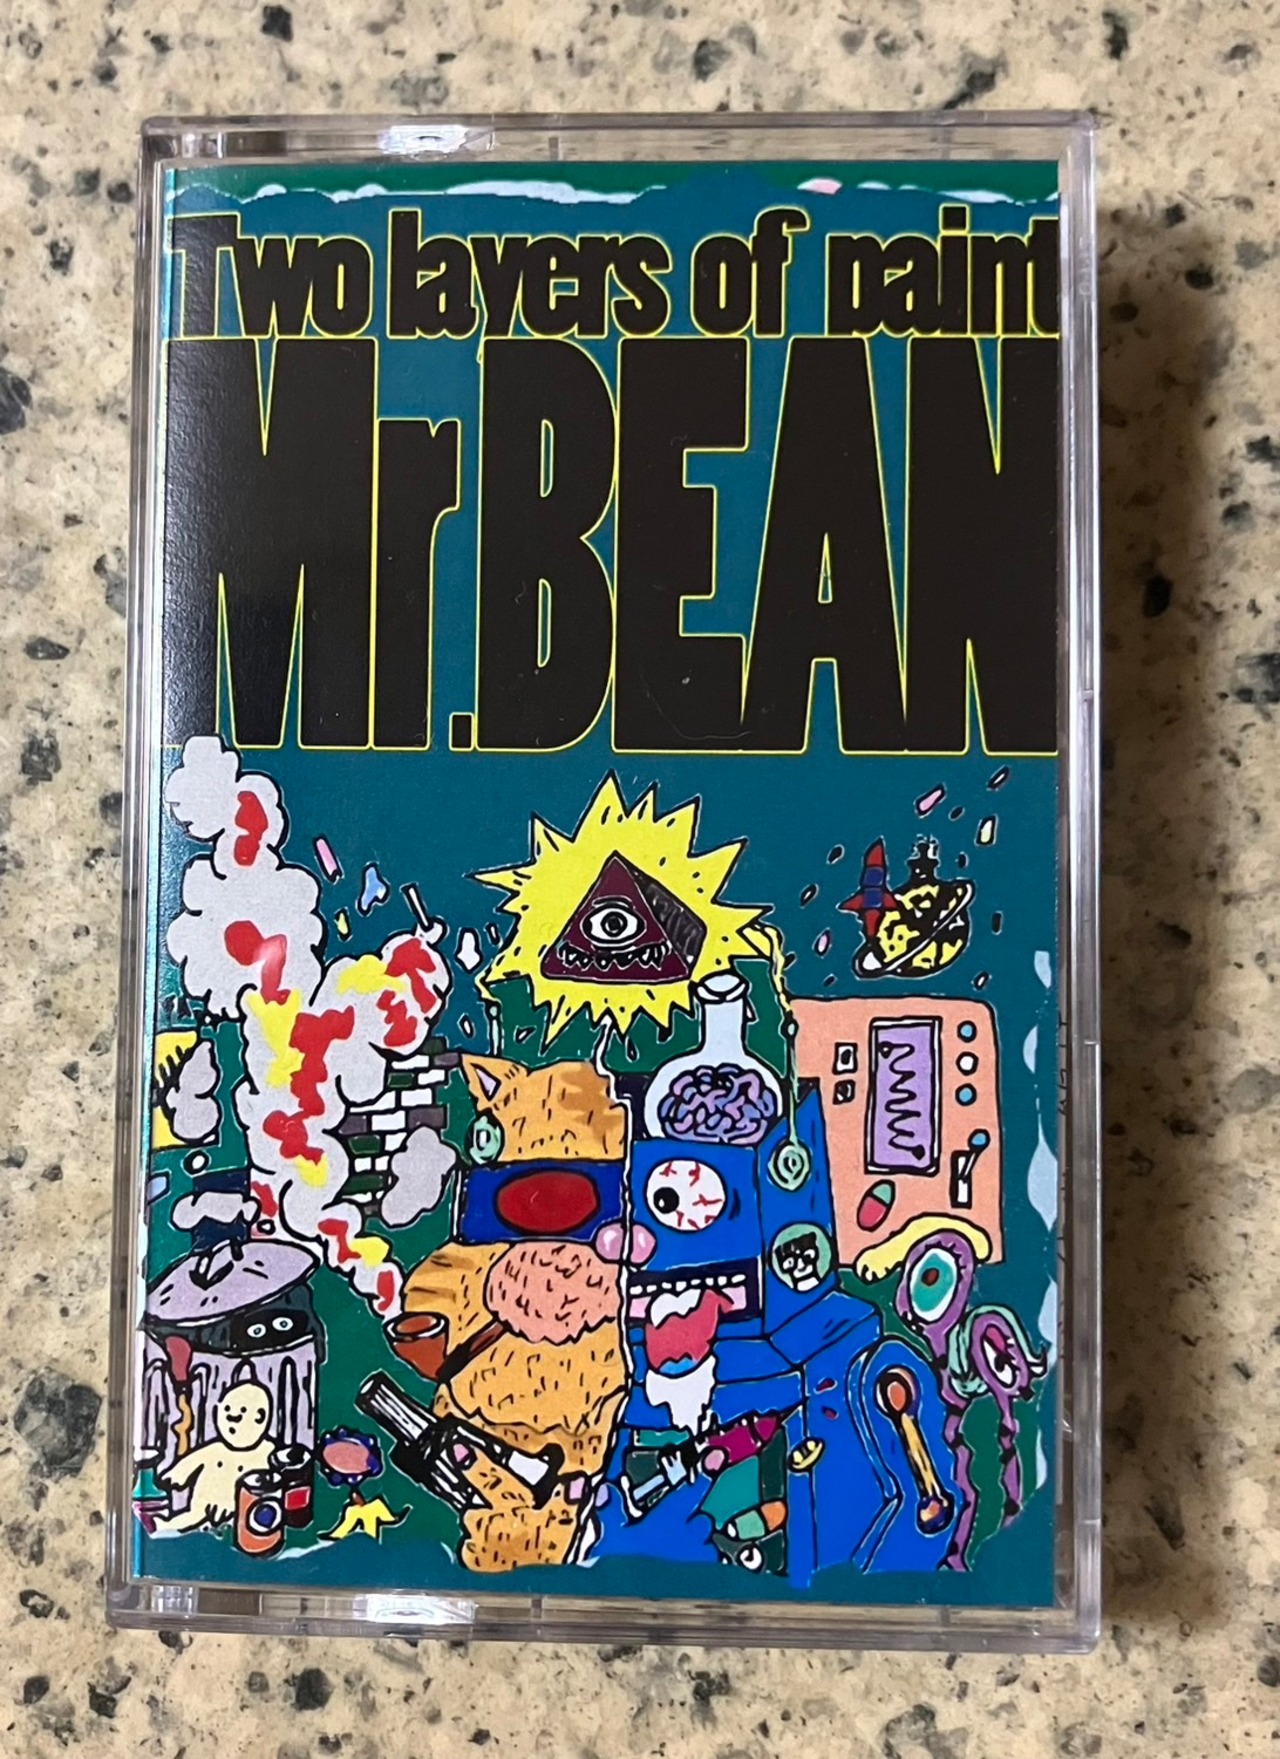 Two layers of paint
Mr.BEAN